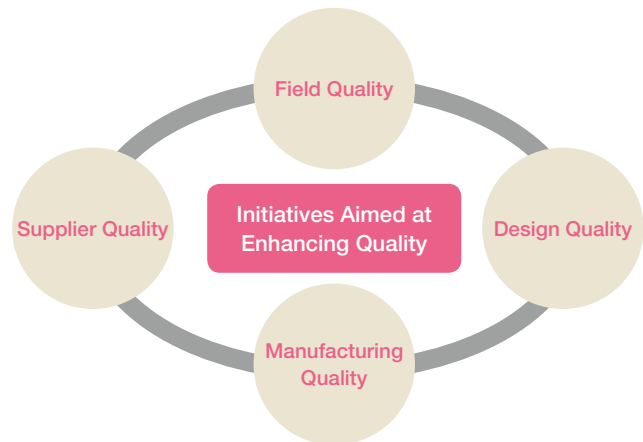 Field Quality
Supplier Quality
Initiatives Aimed at
Enhancing Quality
Design Quality
Manufacturing
Quality